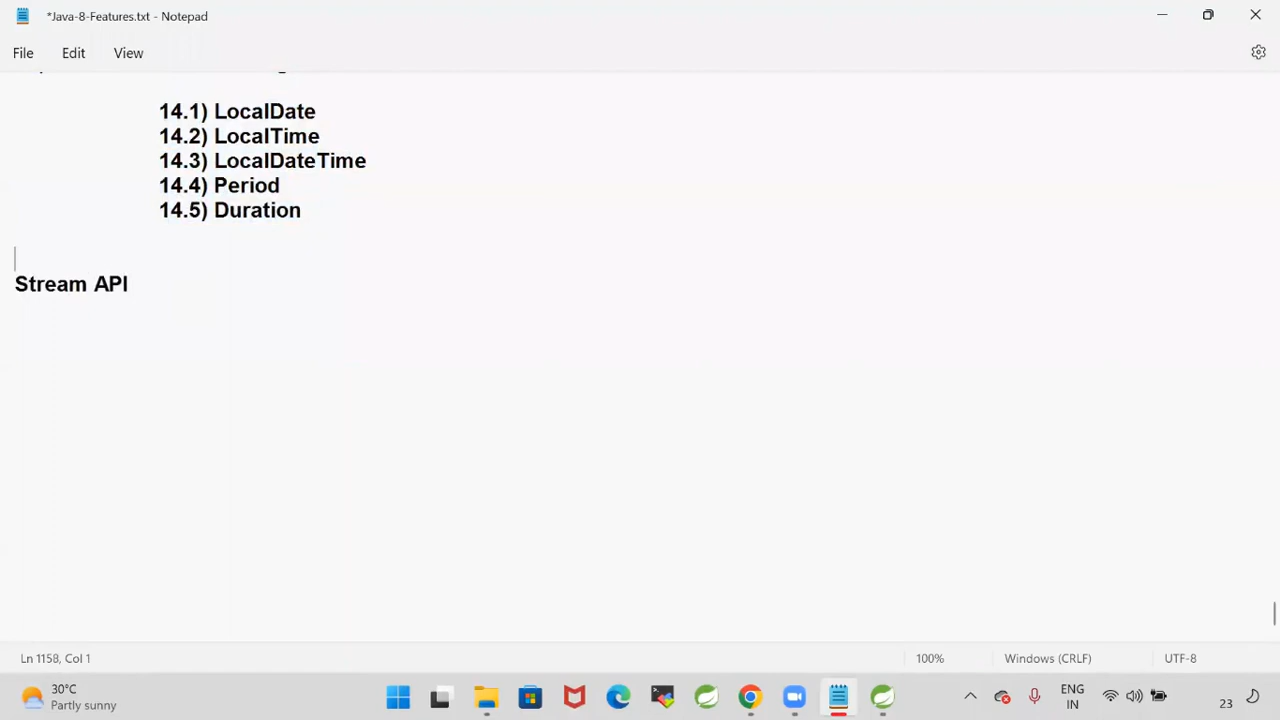 *Java-8-Features.txt - Notepad
File Edit View
14.1) LocalDate
14.2) LocalTime
14.3) LocalDateTime
14.4) Period
14.5) Duration
Stream API
Ln 1158, Col 1 100% Windows (CRLF) UTF-8
30°C
Partly sunny
ENG
IN
23